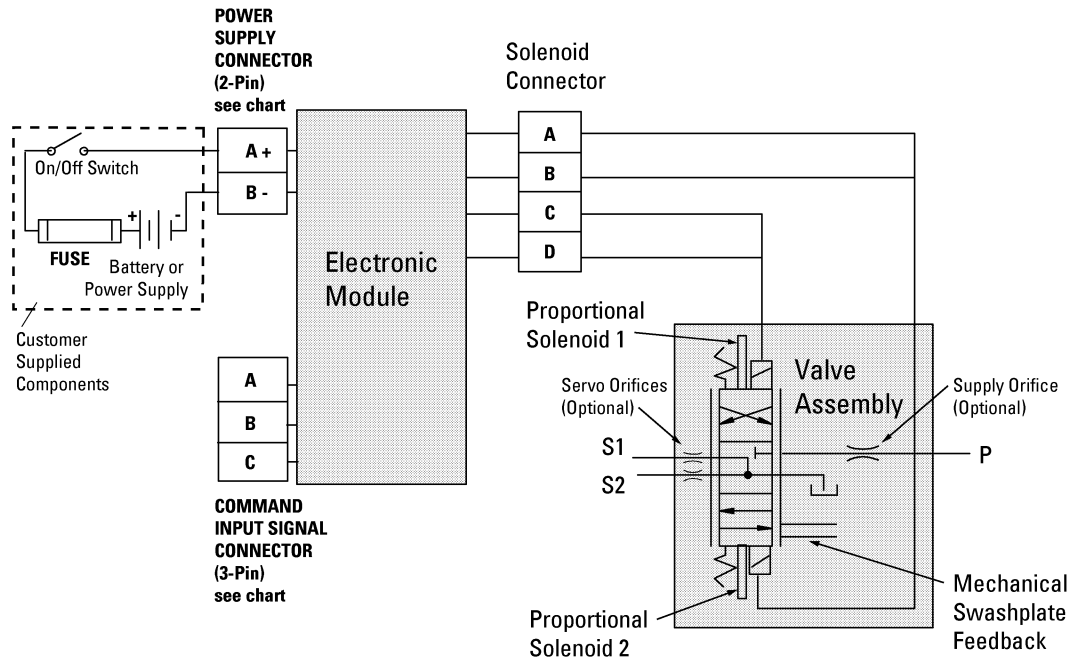 POWER
SUPPLY
CONNECTOR
(2-Pin)
see chart
Solenoid
Connector
On/Off Switch
A +
B -
+ -
FUSE
Battery or
Power Supply
Customer
Supplied
Components
Electronic
Module
A
B
C
D
A
B
C
COMMAND
INPUT SIGNAL
CONNECTOR
(3-Pin)
see chart
Proportional
Solenoid 1
Valve
Assembly
Servo Orifices
(Optional)
Supply Orifice
(Optional)
S1
S2
P
Mechanical
Swashplate
Feedback
Proportional
Solenoid 2